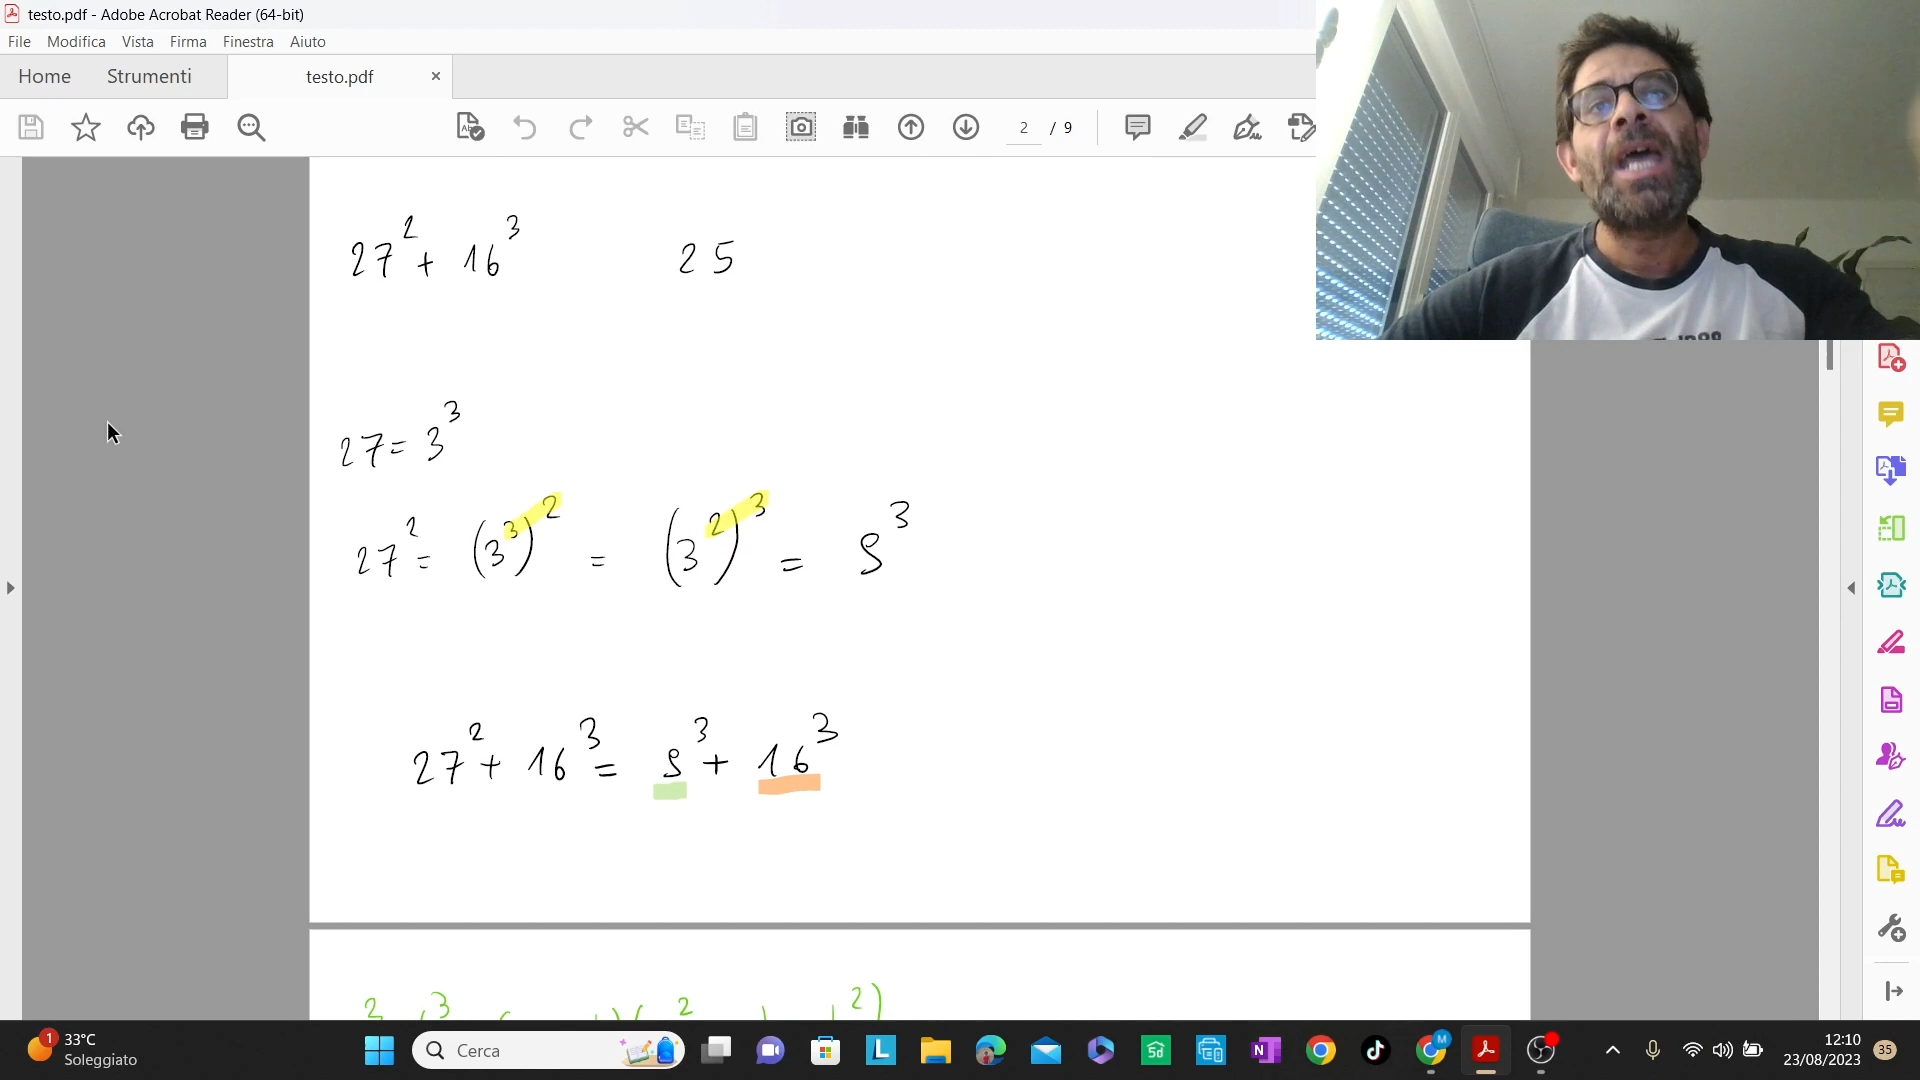 testo.pdf - Adobe Acrobat Reader (64-bit)
File Modifica Vista Firma Finestra Aiuto
Home Strumenti testo.pdf ×
2 / 9
27² + 16³ 25
27 = 3³
27² = (3³)² = (3²)³ = 9³
27² + 16³ = 9³ + 16³
1 33°C
Soleggiato
Cerca
12:10
23/08/2023
35